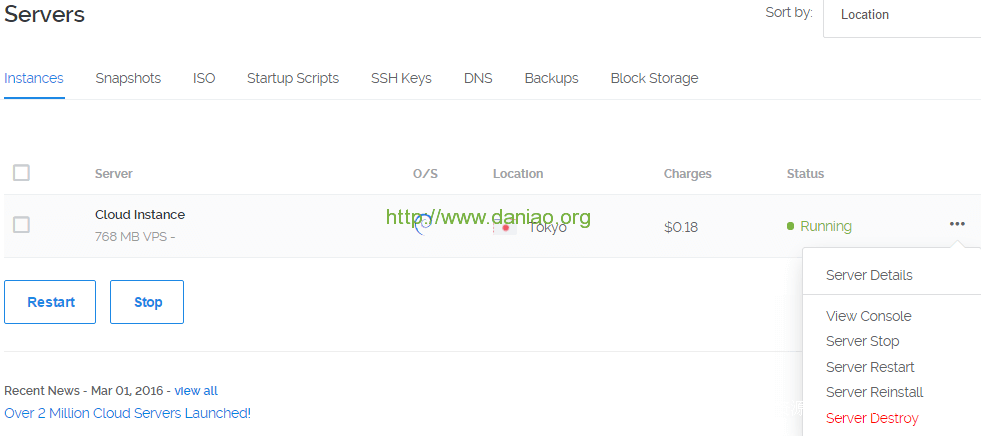 Servers
Sort by: Location
Instances Snapshots ISO Startup Scripts SSH Keys DNS Backups Block Storage
Server O/S Location Charges Status
Cloud Instance
768 MB VPS -
http://www.daniao.org
Tokyo $0.18 Running •••
Server Details
Restart Stop
View Console
Server Stop
Server Restart
Server Reinstall
Server Destroy
Recent News - Mar 01, 2016 - view all
Over 2 Million Cloud Servers Launched!